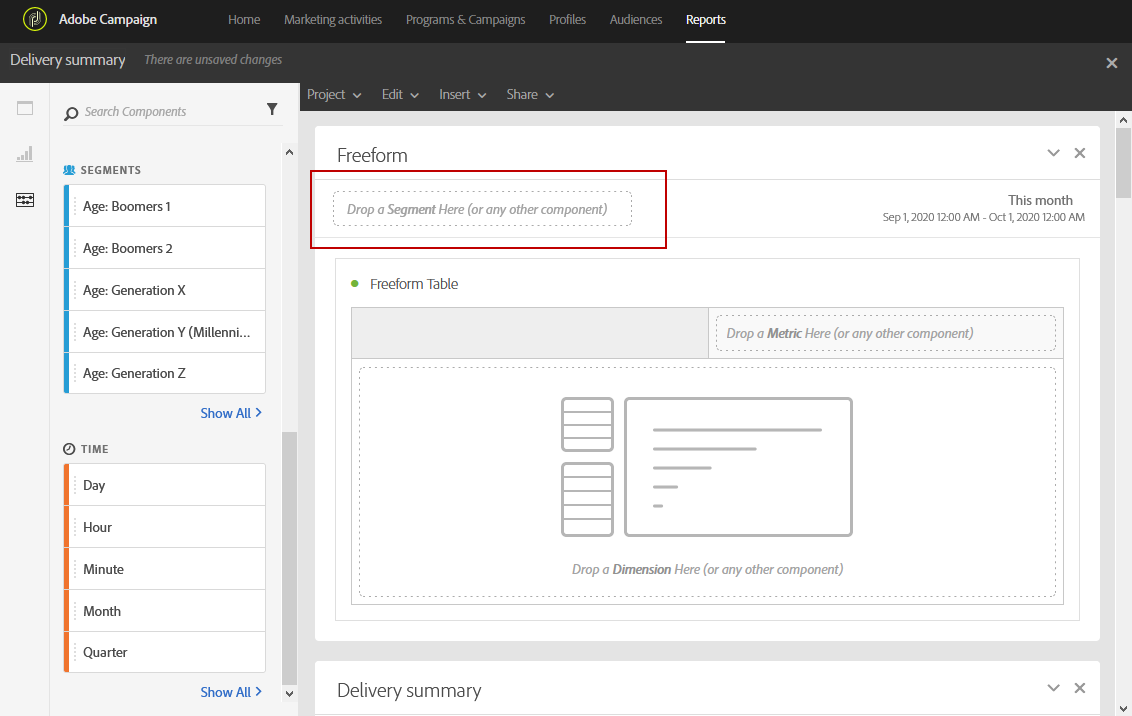 Adobe Campaign
Home
Marketing activities
Programs & Campaigns
Profiles
Audiences
Reports
Delivery summary
There are unsaved changes
Search Components
SEGMENTS
Age: Boomers 1
Age: Boomers 2
Age: Generation X
Age: Generation Y (Millenni...
Age: Generation Z
Show All
TIME
Day
Hour
Minute
Month
Quarter
Show All
Project
Edit
Insert
Share
Freeform
Drop a Segment Here (or any other component)
This month
Sep 1, 2020 12:00 AM - Oct 1, 2020 12:00 AM
Freeform Table
Drop a Metric Here (or any other component)
Drop a Dimension Here (or any other component)
Delivery summary